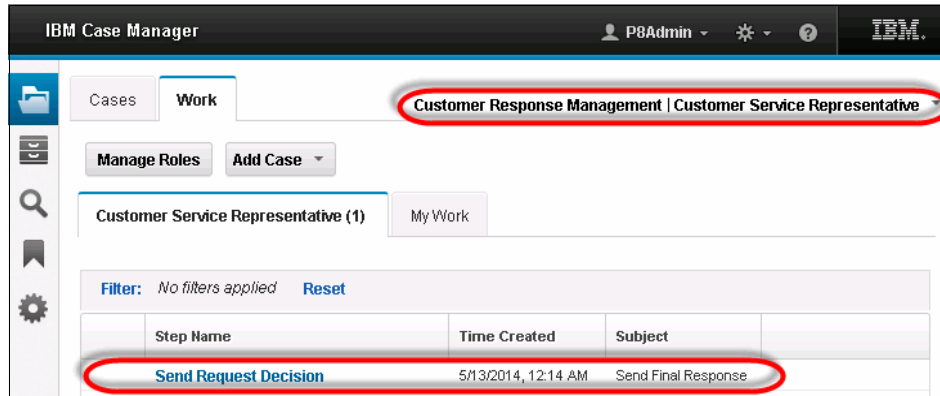 IBM Case Manager P8Admin ? IBM.
Cases Work Customer Response Management | Customer Service Representative
Manage Roles Add Case
Customer Service Representative (1) My Work
Filter: No filters applied Reset
Step Name Time Created Subject
Send Request Decision 5/13/2014, 12:14 AM Send Final Response